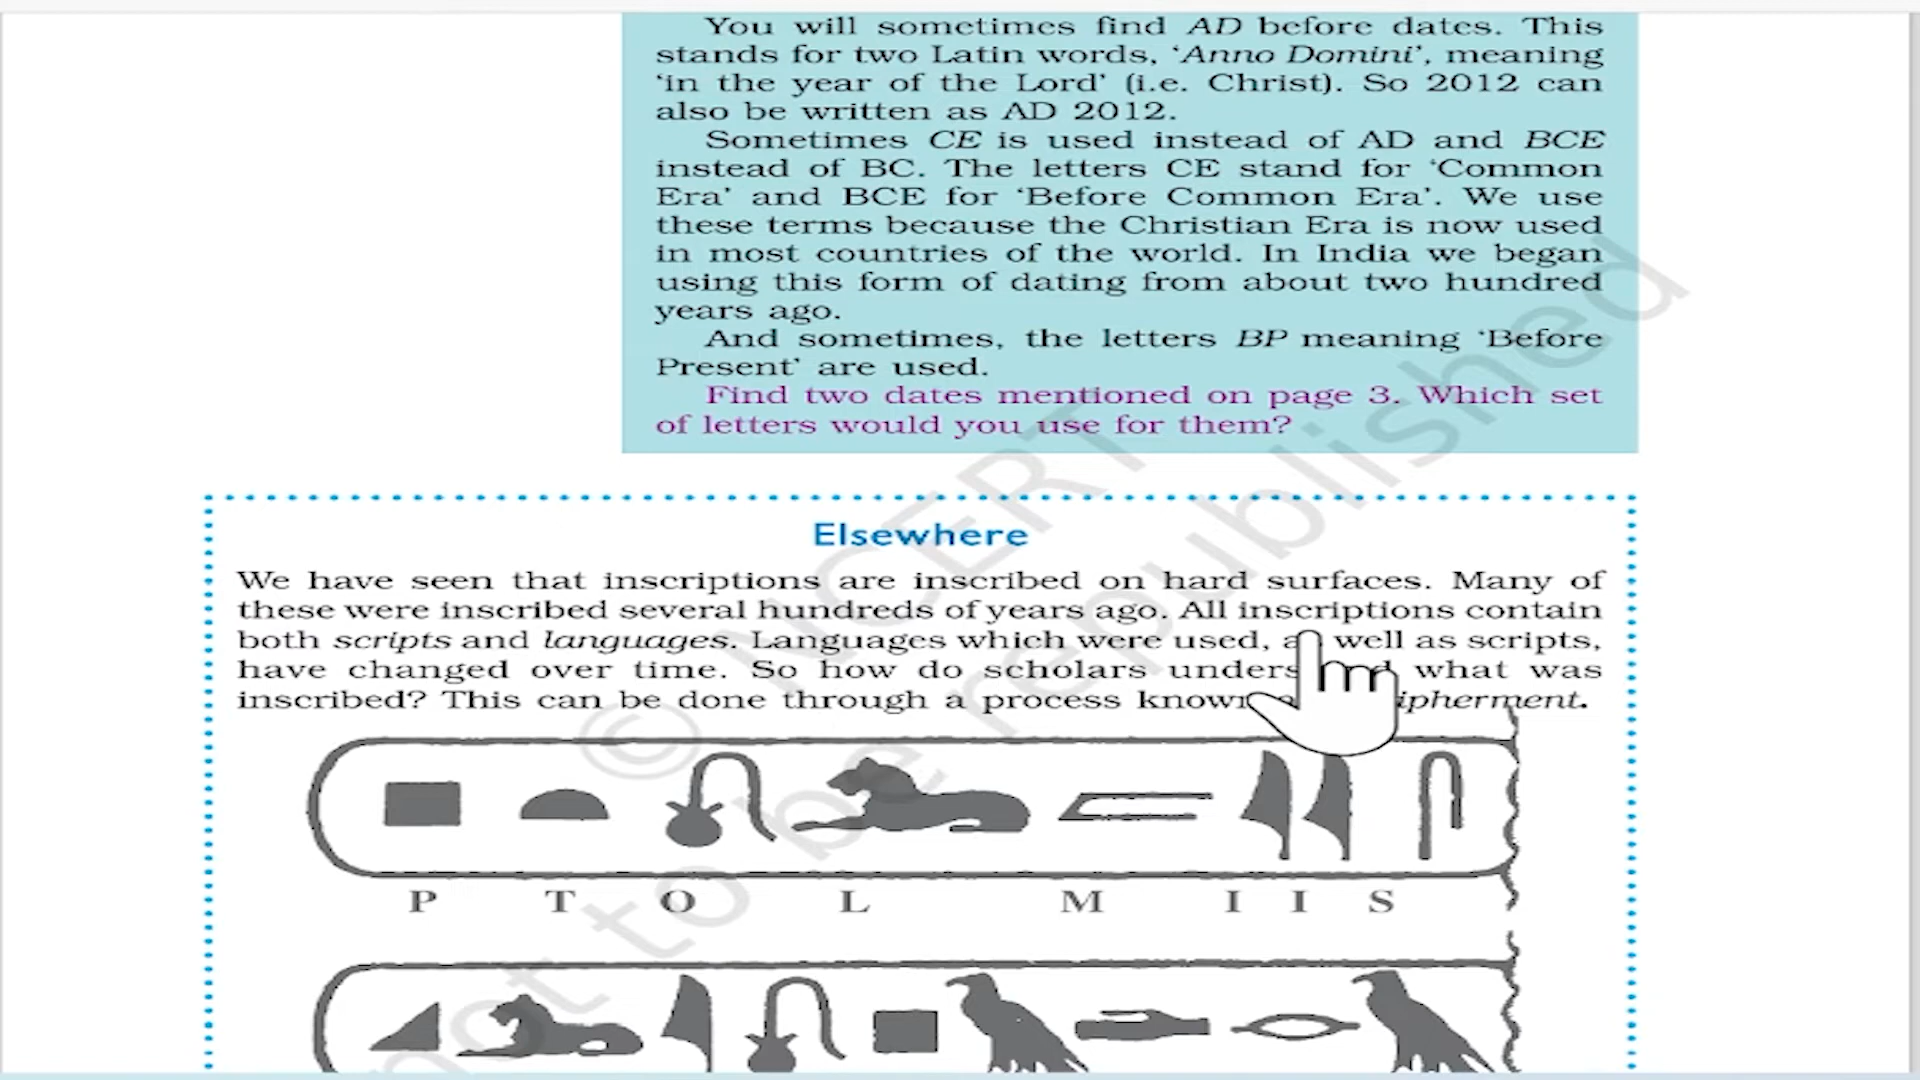 You will sometimes find AD before dates. This
stands for two Latin words, ‘Anno Domini’, meaning
‘in the year of the Lord’ (i.e. Christ). So 2012 can
also be written as AD 2012.
Sometimes CE is used instead of AD and BCE
instead of BC. The letters CE stand for ‘Common
Era’ and BCE for ‘Before Common Era’. We use
these terms because the Christian Era is now used
in most countries of the world. In India we began
using this form of dating from about two hundred
years ago.
And sometimes, the letters BP meaning ‘Before
Present’ are used.
Find two dates mentioned on page 3. Which set
of letters would you use for them?
Elsewhere
We have seen that inscriptions are inscribed on hard surfaces. Many of
these were inscribed several hundreds of years ago. All inscriptions contain
both scripts and languages. Languages which were used, well as scripts,
have changed over time. So how do scholars what was
inscribed? This can be done through a process known
P T O L M I I S
© NCERT
not to be republished